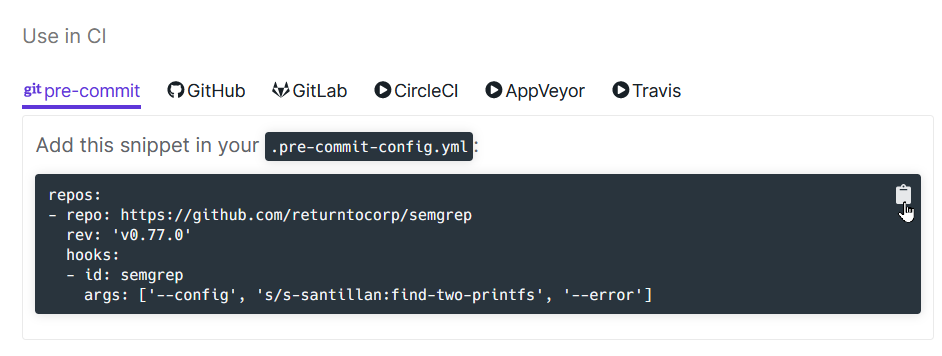 Use in CI
git pre-commit GitHub GitLab CircleCI AppVeyor Travis
Add this snippet in your .pre-commit-config.yml:
repos:
- repo: https://github.com/returntocorp/semgrep
  rev: 'v0.77.0'
  hooks:
  - id: semgrep
    args: ['--config', 's/s-santillan:find-two-printfs', '--error']